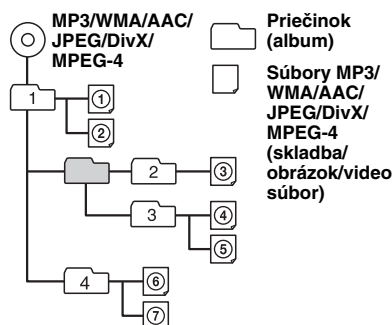 MP3/WMA/AAC/
JPEG/DivX/
MPEG-4
Priečinok
(album)
Súbory MP3/
WMA/AAC/
JPEG/DivX/
MPEG-4
(skladba/
obrázok/video
súbor)
1
①
②
2
③
3
④
⑤
4
⑥
⑦